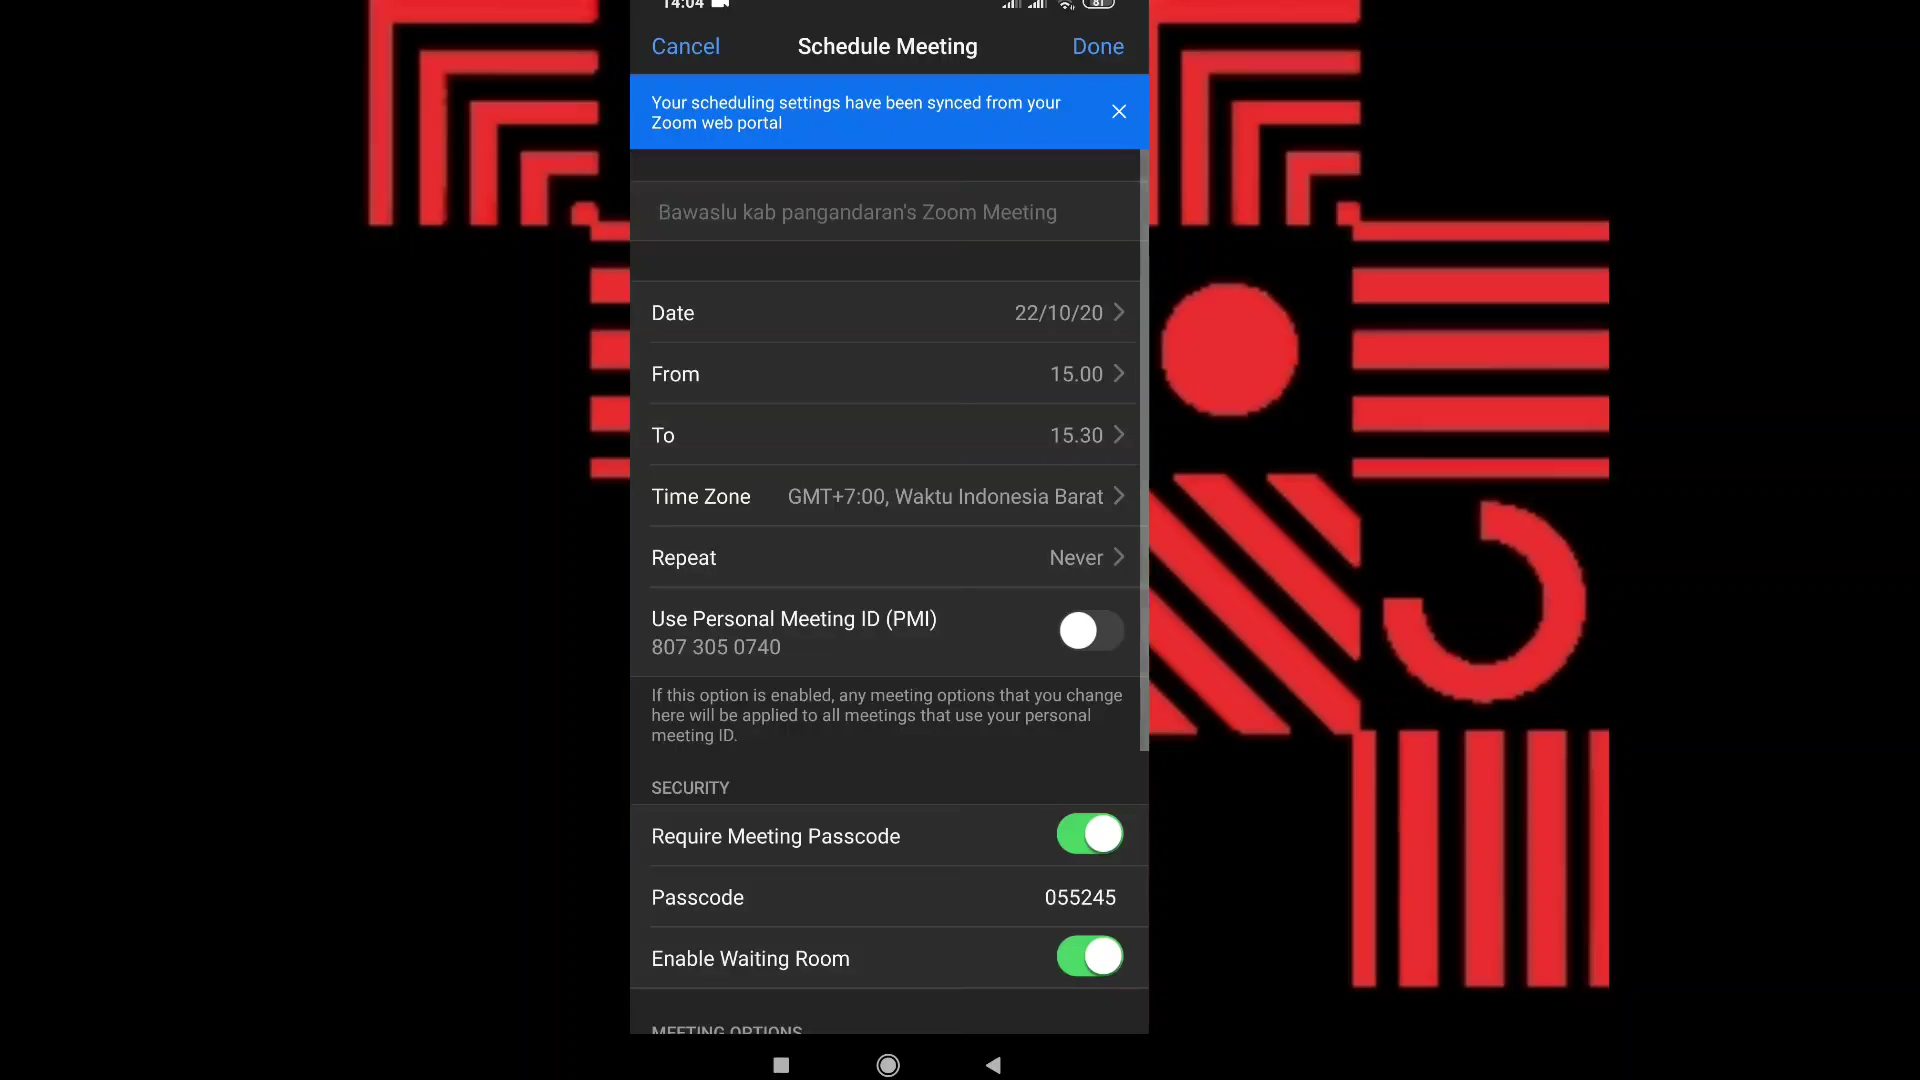 14:04
81
Cancel
Schedule Meeting
Done
Your scheduling settings have been synced from your
Zoom web portal
Bawaslu kab pangandaran's Zoom Meeting
Date
22/10/20
From
15.00
To
15.30
Time Zone
GMT+7:00, Waktu Indonesia Barat
Repeat
Never
Use Personal Meeting ID (PMI)
807 305 0740
If this option is enabled, any meeting options that you change
here will be applied to all meetings that use your personal
meeting ID.
SECURITY
Require Meeting Passcode
Passcode
055245
Enable Waiting Room
MEETING OPTIONS